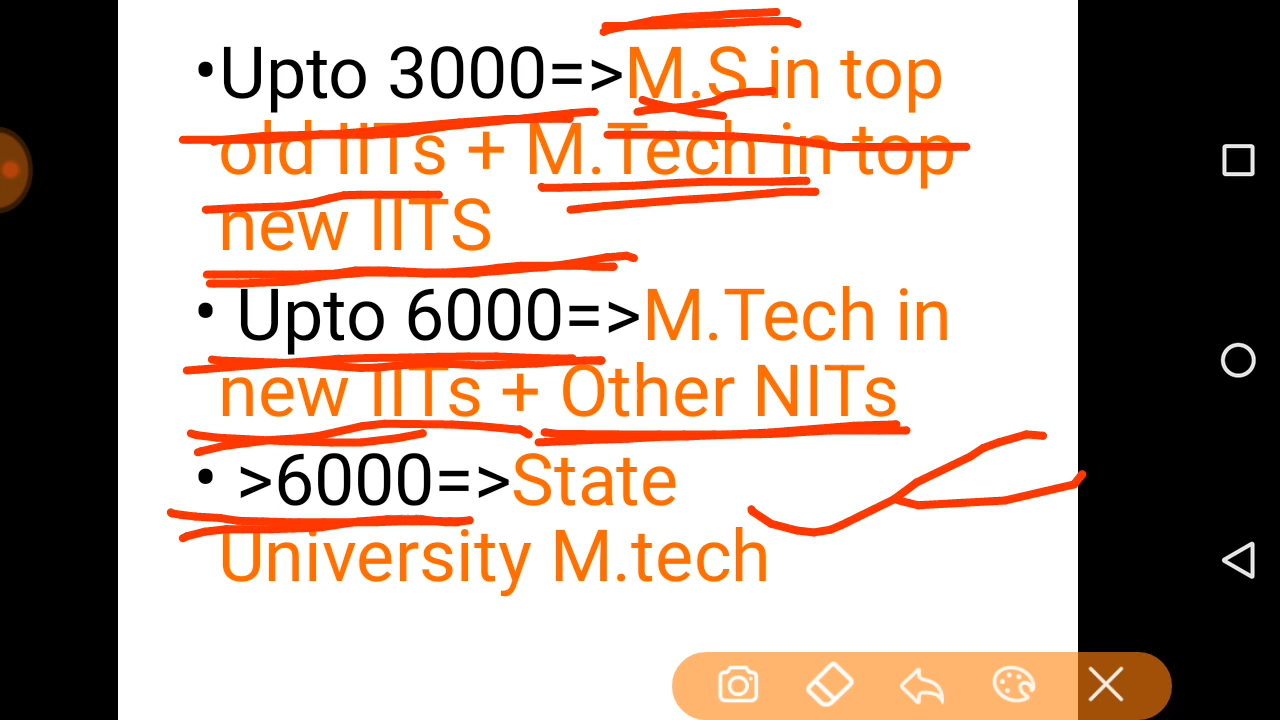 •Upto 3000=>M.S in top
old IITs + M.Tech in top
new IITS
• Upto 6000=>M.Tech in
new IITs + Other NITs
• >6000=>State
University M.tech